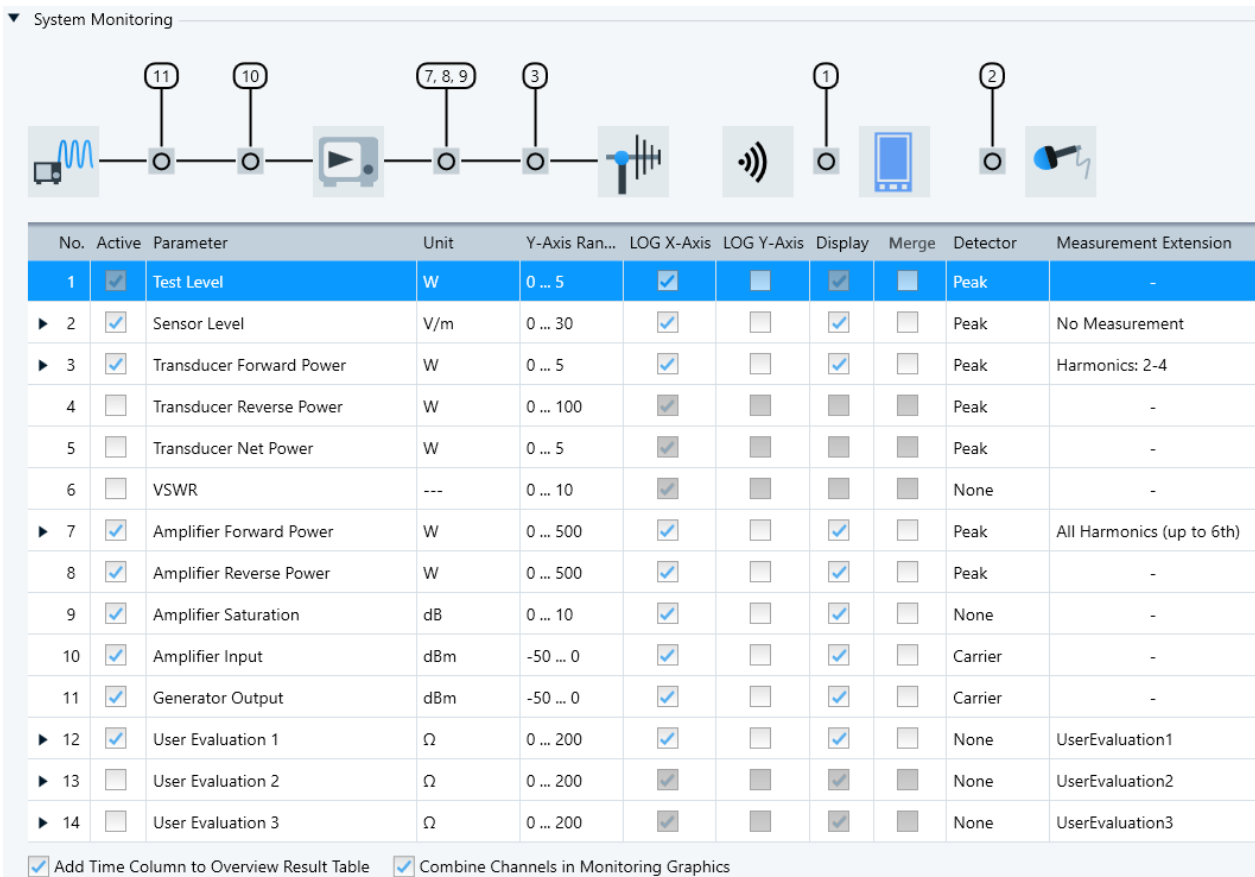 System Monitoring
11 10 7, 8, 9 3 1 2
No. Active Parameter Unit Y-Axis Ran... LOG X-Axis LOG Y-Axis Display Merge Detector Measurement Extension
1 Test Level W 0 ... 5 Peak -
2 Sensor Level V/m 0 ... 30 Peak No Measurement
3 Transducer Forward Power W 0 ... 5 Peak Harmonics: 2-4
4 Transducer Reverse Power W 0 ... 100 Peak -
5 Transducer Net Power W 0 ... 5 Peak -
6 VSWR --- 0 ... 10 None -
7 Amplifier Forward Power W 0 ... 500 Peak All Harmonics (up to 6th)
8 Amplifier Reverse Power W 0 ... 500 Peak -
9 Amplifier Saturation dB 0 ... 10 None -
10 Amplifier Input dBm -50 ... 0 Carrier -
11 Generator Output dBm -50 ... 0 Carrier -
12 User Evaluation 1 Ω 0 ... 200 None UserEvaluation1
13 User Evaluation 2 Ω 0 ... 200 None UserEvaluation2
14 User Evaluation 3 Ω 0 ... 200 None UserEvaluation3
Add Time Column to Overview Result Table Combine Channels in Monitoring Graphics